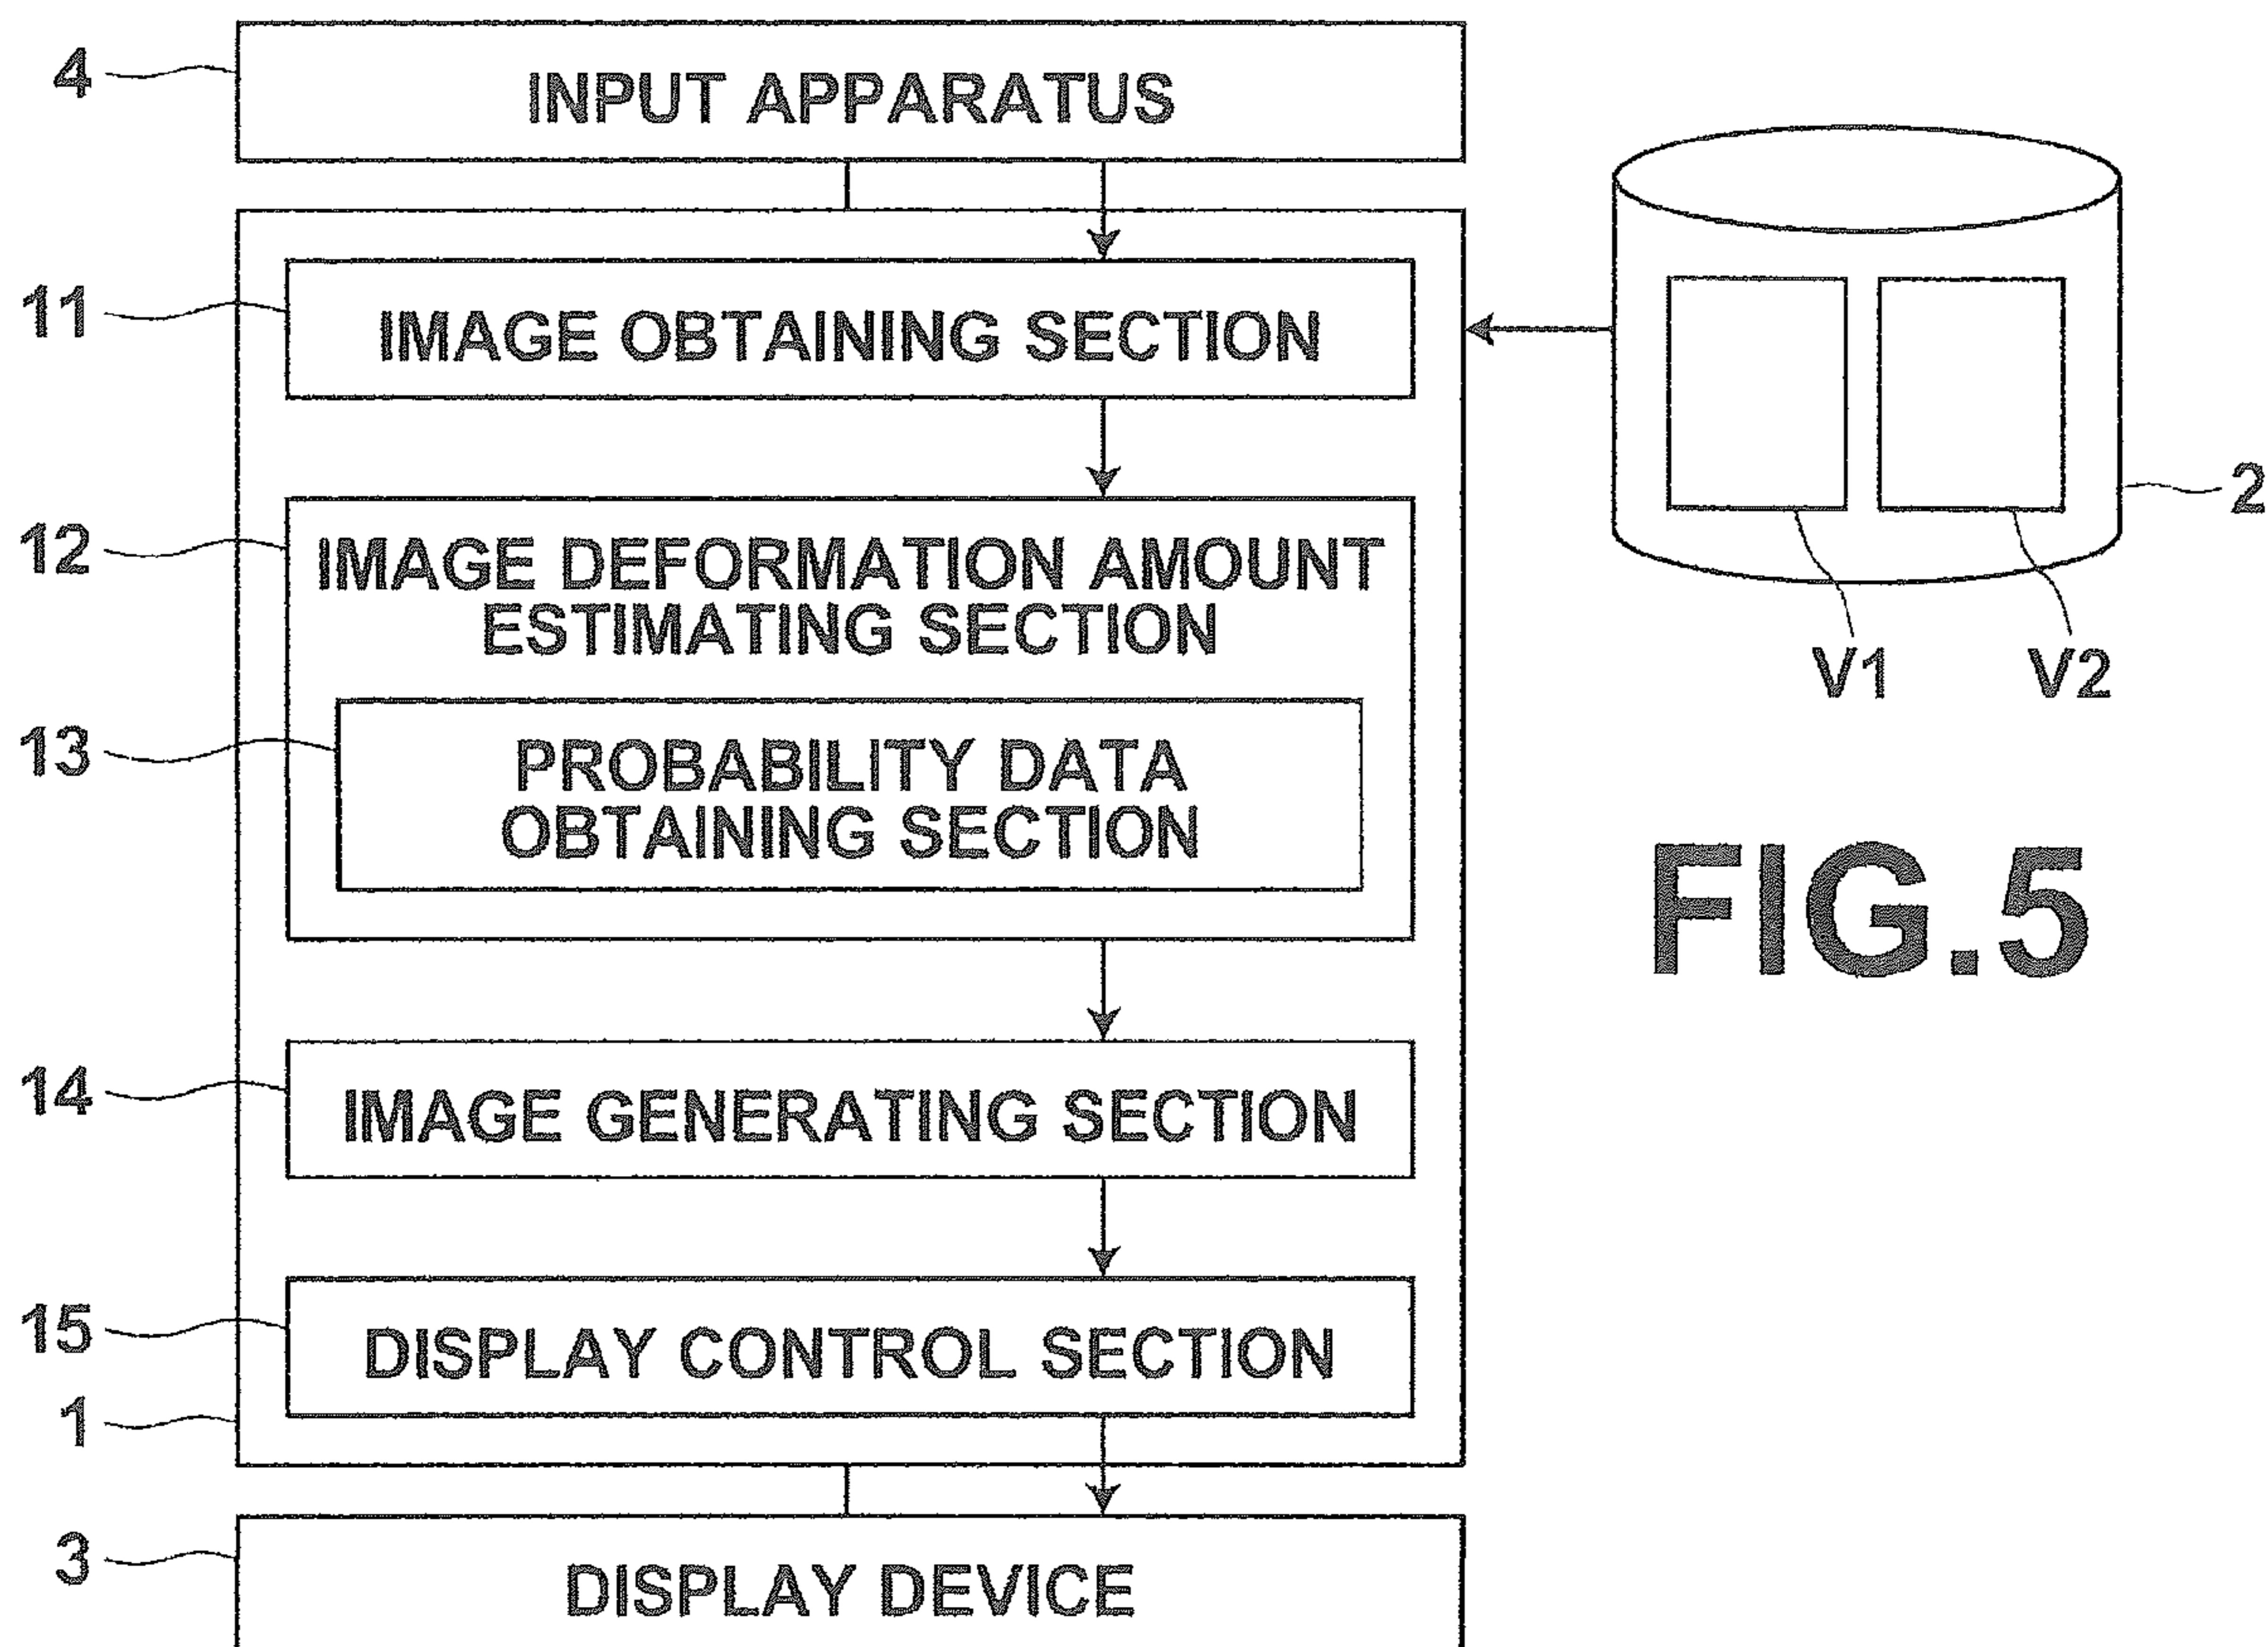 4
INPUT APPARATUS
11
IMAGE OBTAINING SECTION
12
IMAGE DEFORMATION AMOUNT
ESTIMATING SECTION
13
PROBABILITY DATA
OBTAINING SECTION
14
IMAGE GENERATING SECTION
15
DISPLAY CONTROL SECTION
1
3
DISPLAY DEVICE
2
V1
V2
FIG.5